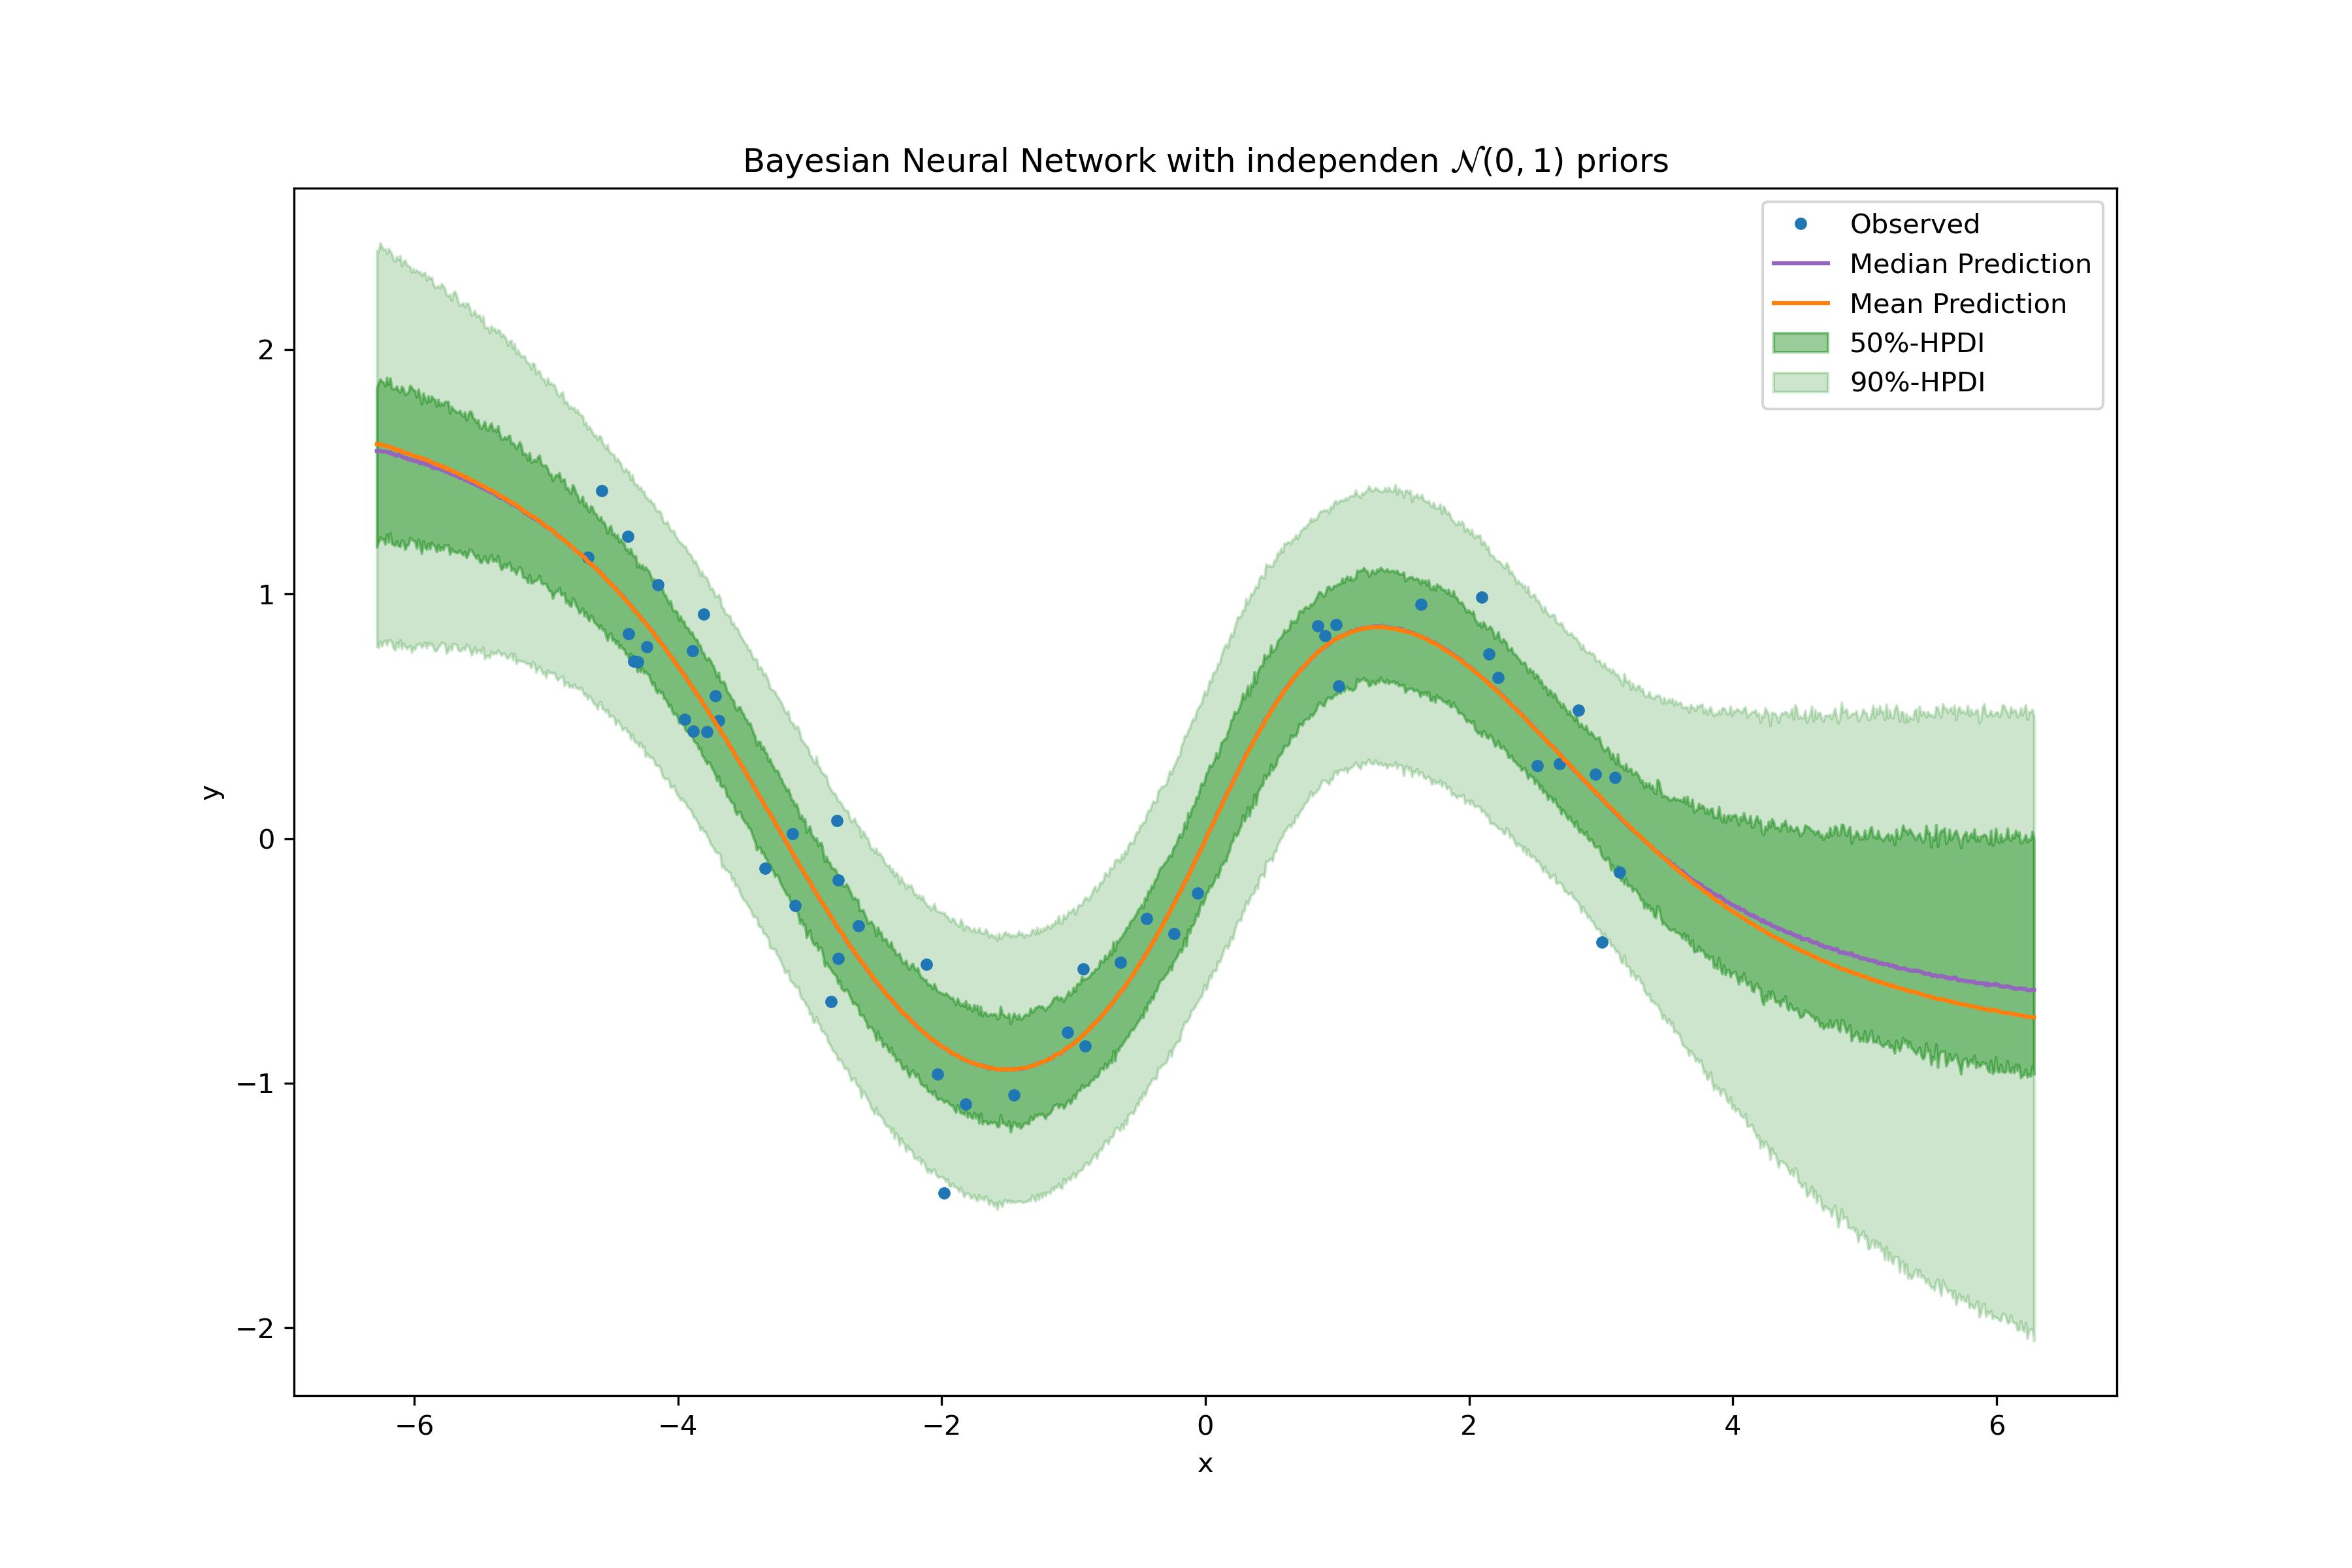 Bayesian Neural Network with independen 𝒩(0, 1) priors
Observed
Median Prediction
Mean Prediction
50%-HPDI
90%-HPDI
2
1
0
−1
−2
y
−6 −4 −2 0 2 4 6
x